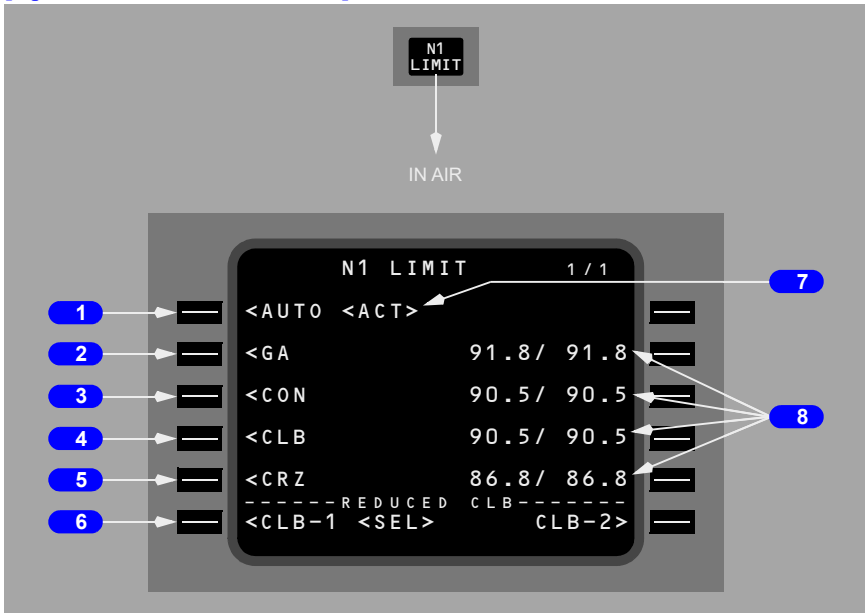 N1
LIMIT
IN AIR
N1 LIMIT 1/1
7
1 <AUTO <ACT>
2 <GA 91.8/ 91.8
3 <CON 90.5/ 90.5
8
4 <CLB 90.5/ 90.5
5 <CRZ 86.8/ 86.8
------REDUCED CLB-------
6 <CLB-1 <SEL> CLB-2>